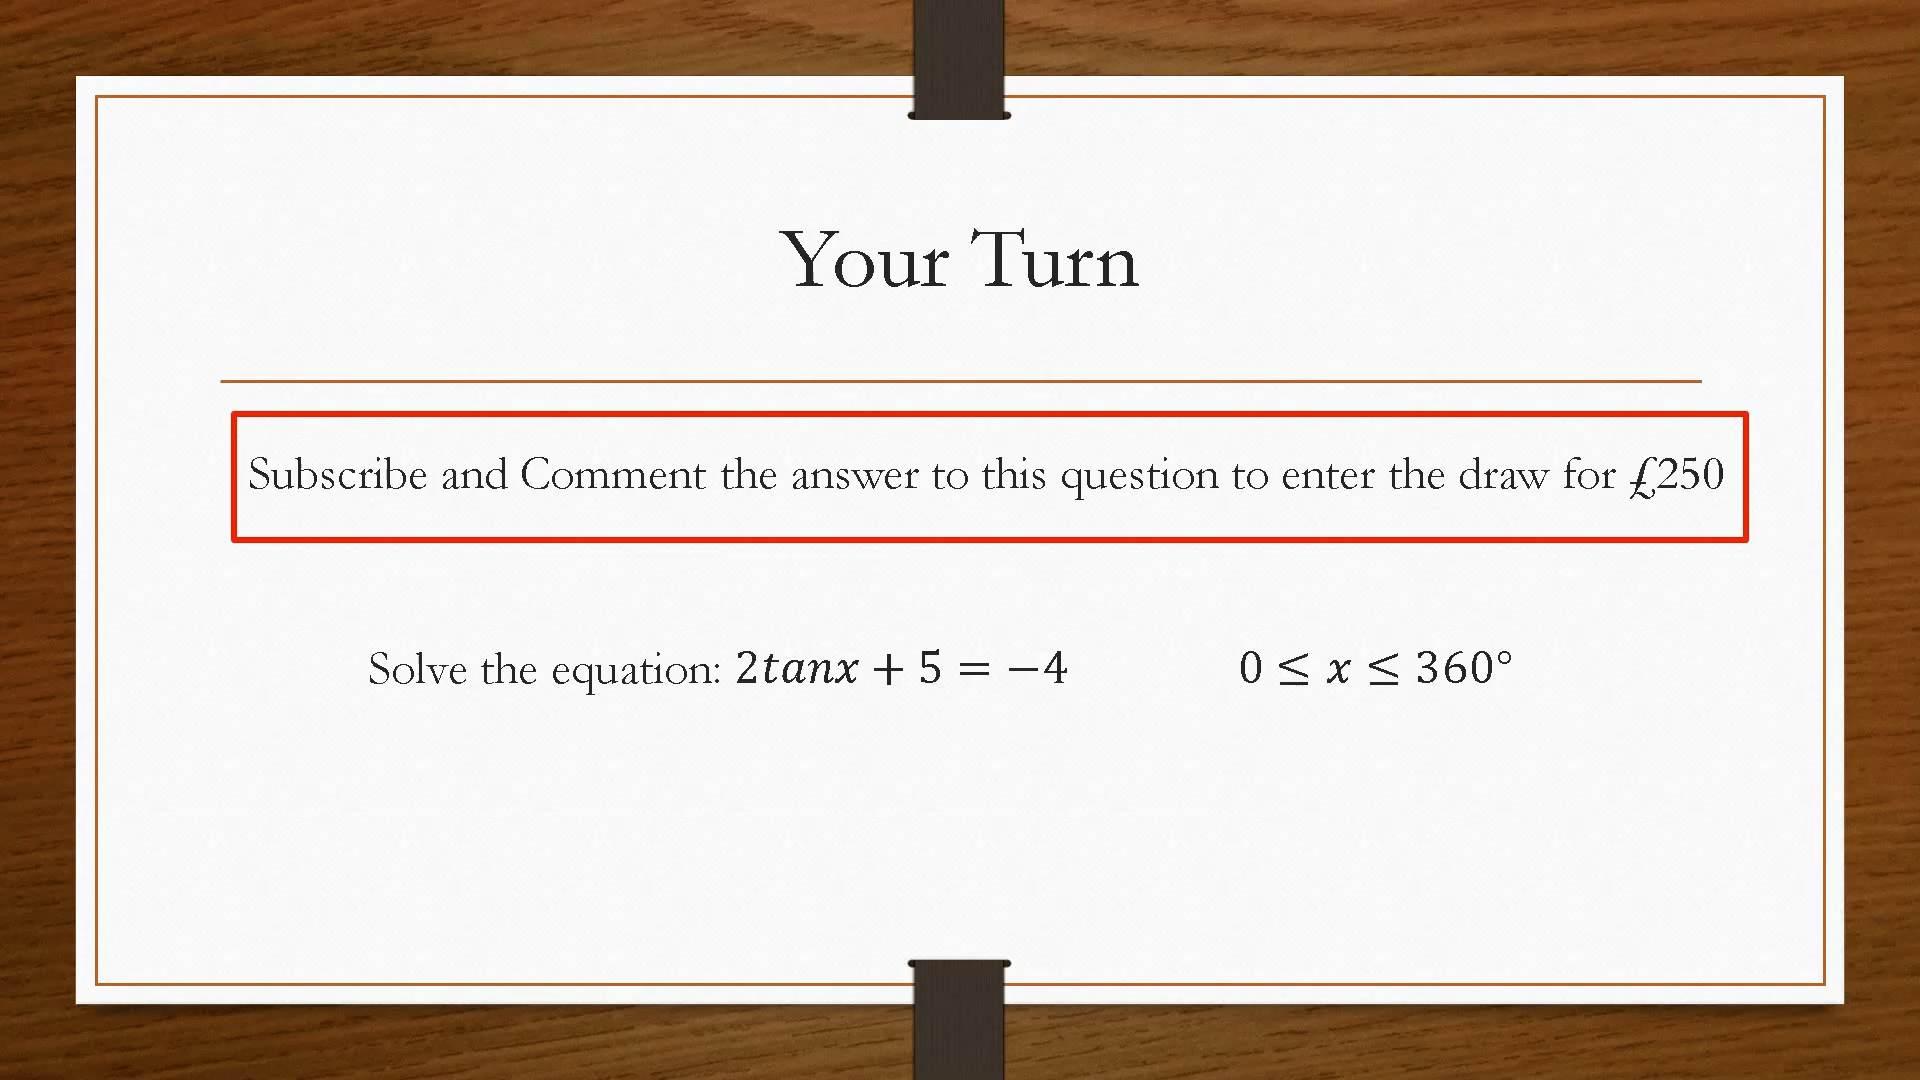 Your Turn
Subscribe and Comment the answer to this question to enter the draw for £250
Solve the equation: 2tanx + 5 = −4 0 ≤ x ≤ 360°